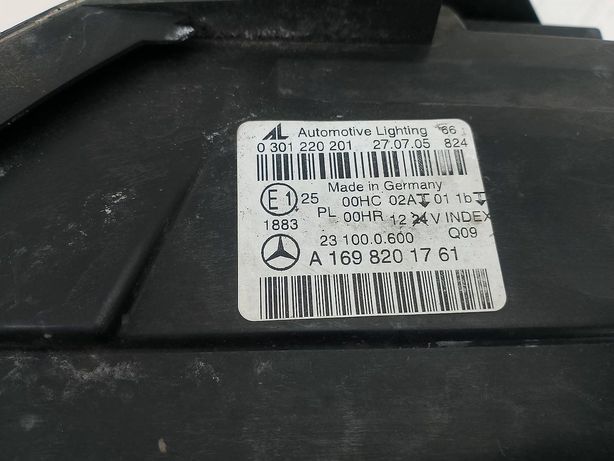 AL Automotive Lighting 66
0 301 220 201 27.07.05 824
Made in Germany
E1 25 00HC 02A 01 1b
1883 PL 00HR 12 24 V INDEX
23 100.0.600 Q09
A 169 820 17 61